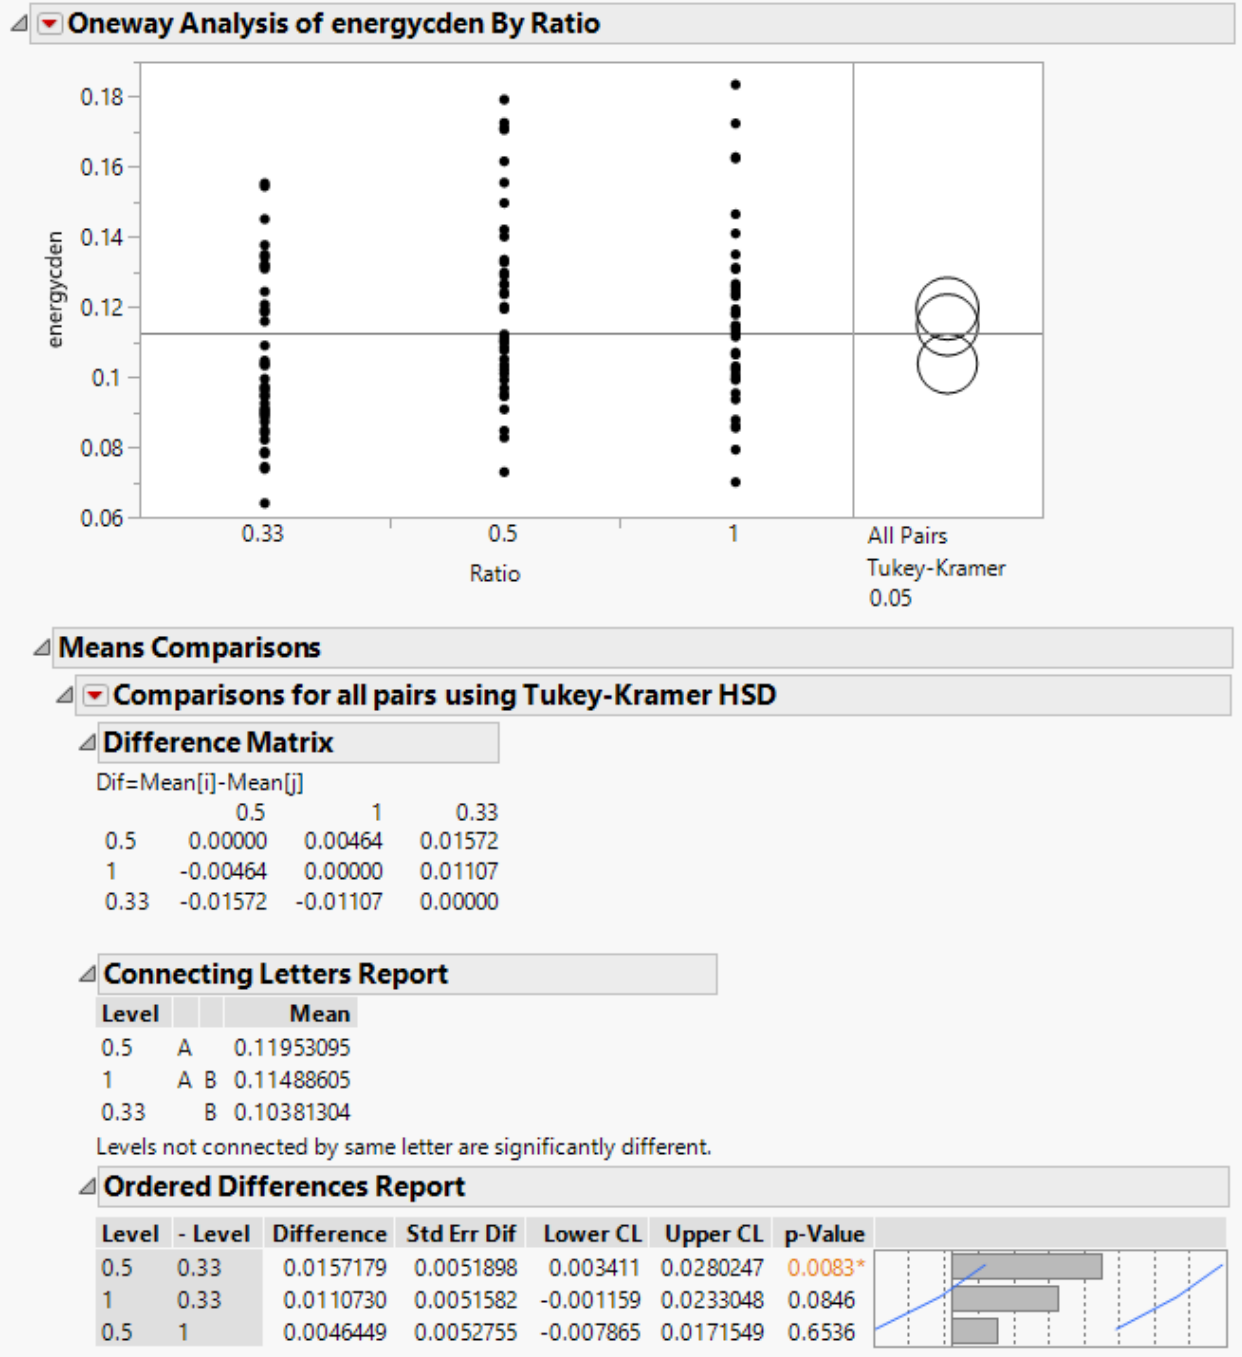 Oneway Analysis of energycden By Ratio
0.18
0.16
0.14
0.12
0.1
0.08
0.06
energycden
0.33 0.5 1
Ratio
All Pairs
Tukey-Kramer
0.05
Means Comparisons
Comparisons for all pairs using Tukey-Kramer HSD
Difference Matrix
Dif=Mean[i]-Mean[j]
0.5 1 0.33
0.5 0.00000 0.00464 0.01572
1 -0.00464 0.00000 0.01107
0.33 -0.01572 -0.01107 0.00000
Connecting Letters Report
Level Mean
0.5 A 0.11953095
1 A B 0.11488605
0.33 B 0.10381304
Levels not connected by same letter are significantly different.
Ordered Differences Report
Level - Level Difference Std Err Dif Lower CL Upper CL p-Value
0.5 0.33 0.0157179 0.0051898 0.003411 0.0280247 0.0083*
1 0.33 0.0110730 0.0051582 -0.001159 0.0233048 0.0846
0.5 1 0.0046449 0.0052755 -0.007865 0.0171549 0.6536